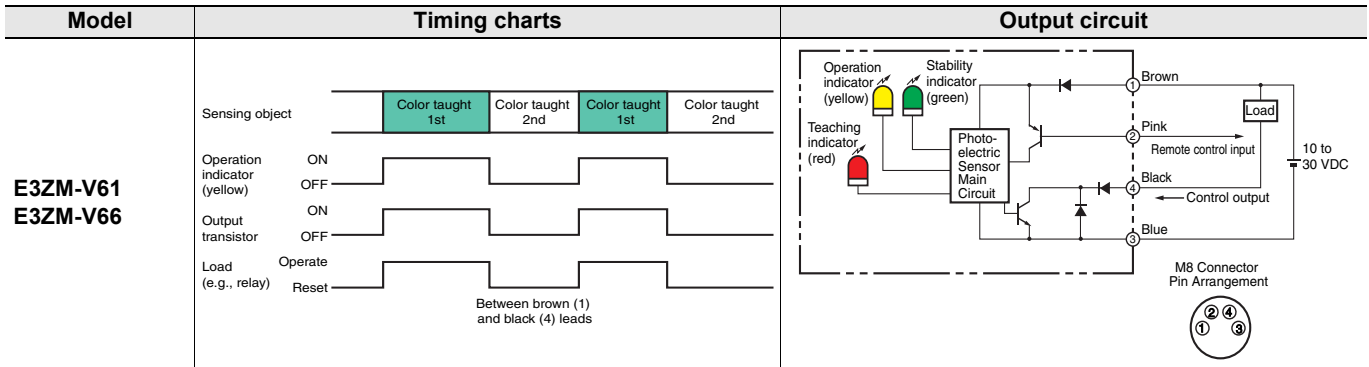 Model Timing charts Output circuit
E3ZM-V61
E3ZM-V66
Sensing object
Color taught
1st
Color taught
2nd
Color taught
1st
Color taught
2nd
Operation
indicator
(yellow)
ON
OFF
Output
transistor
ON
OFF
Load
(e.g., relay)
Operate
Reset
Between brown (1)
and black (4) leads
Operation
indicator
(yellow)
Stability
indicator
(green)
Teaching
indicator
(red)
Photo-
electric
Sensor
Main
Circuit
1 Brown
Load
2 Pink
Remote control input
10 to
30 VDC
4 Black
Control output
3 Blue
M8 Connector
Pin Arrangement
2 4
1 3